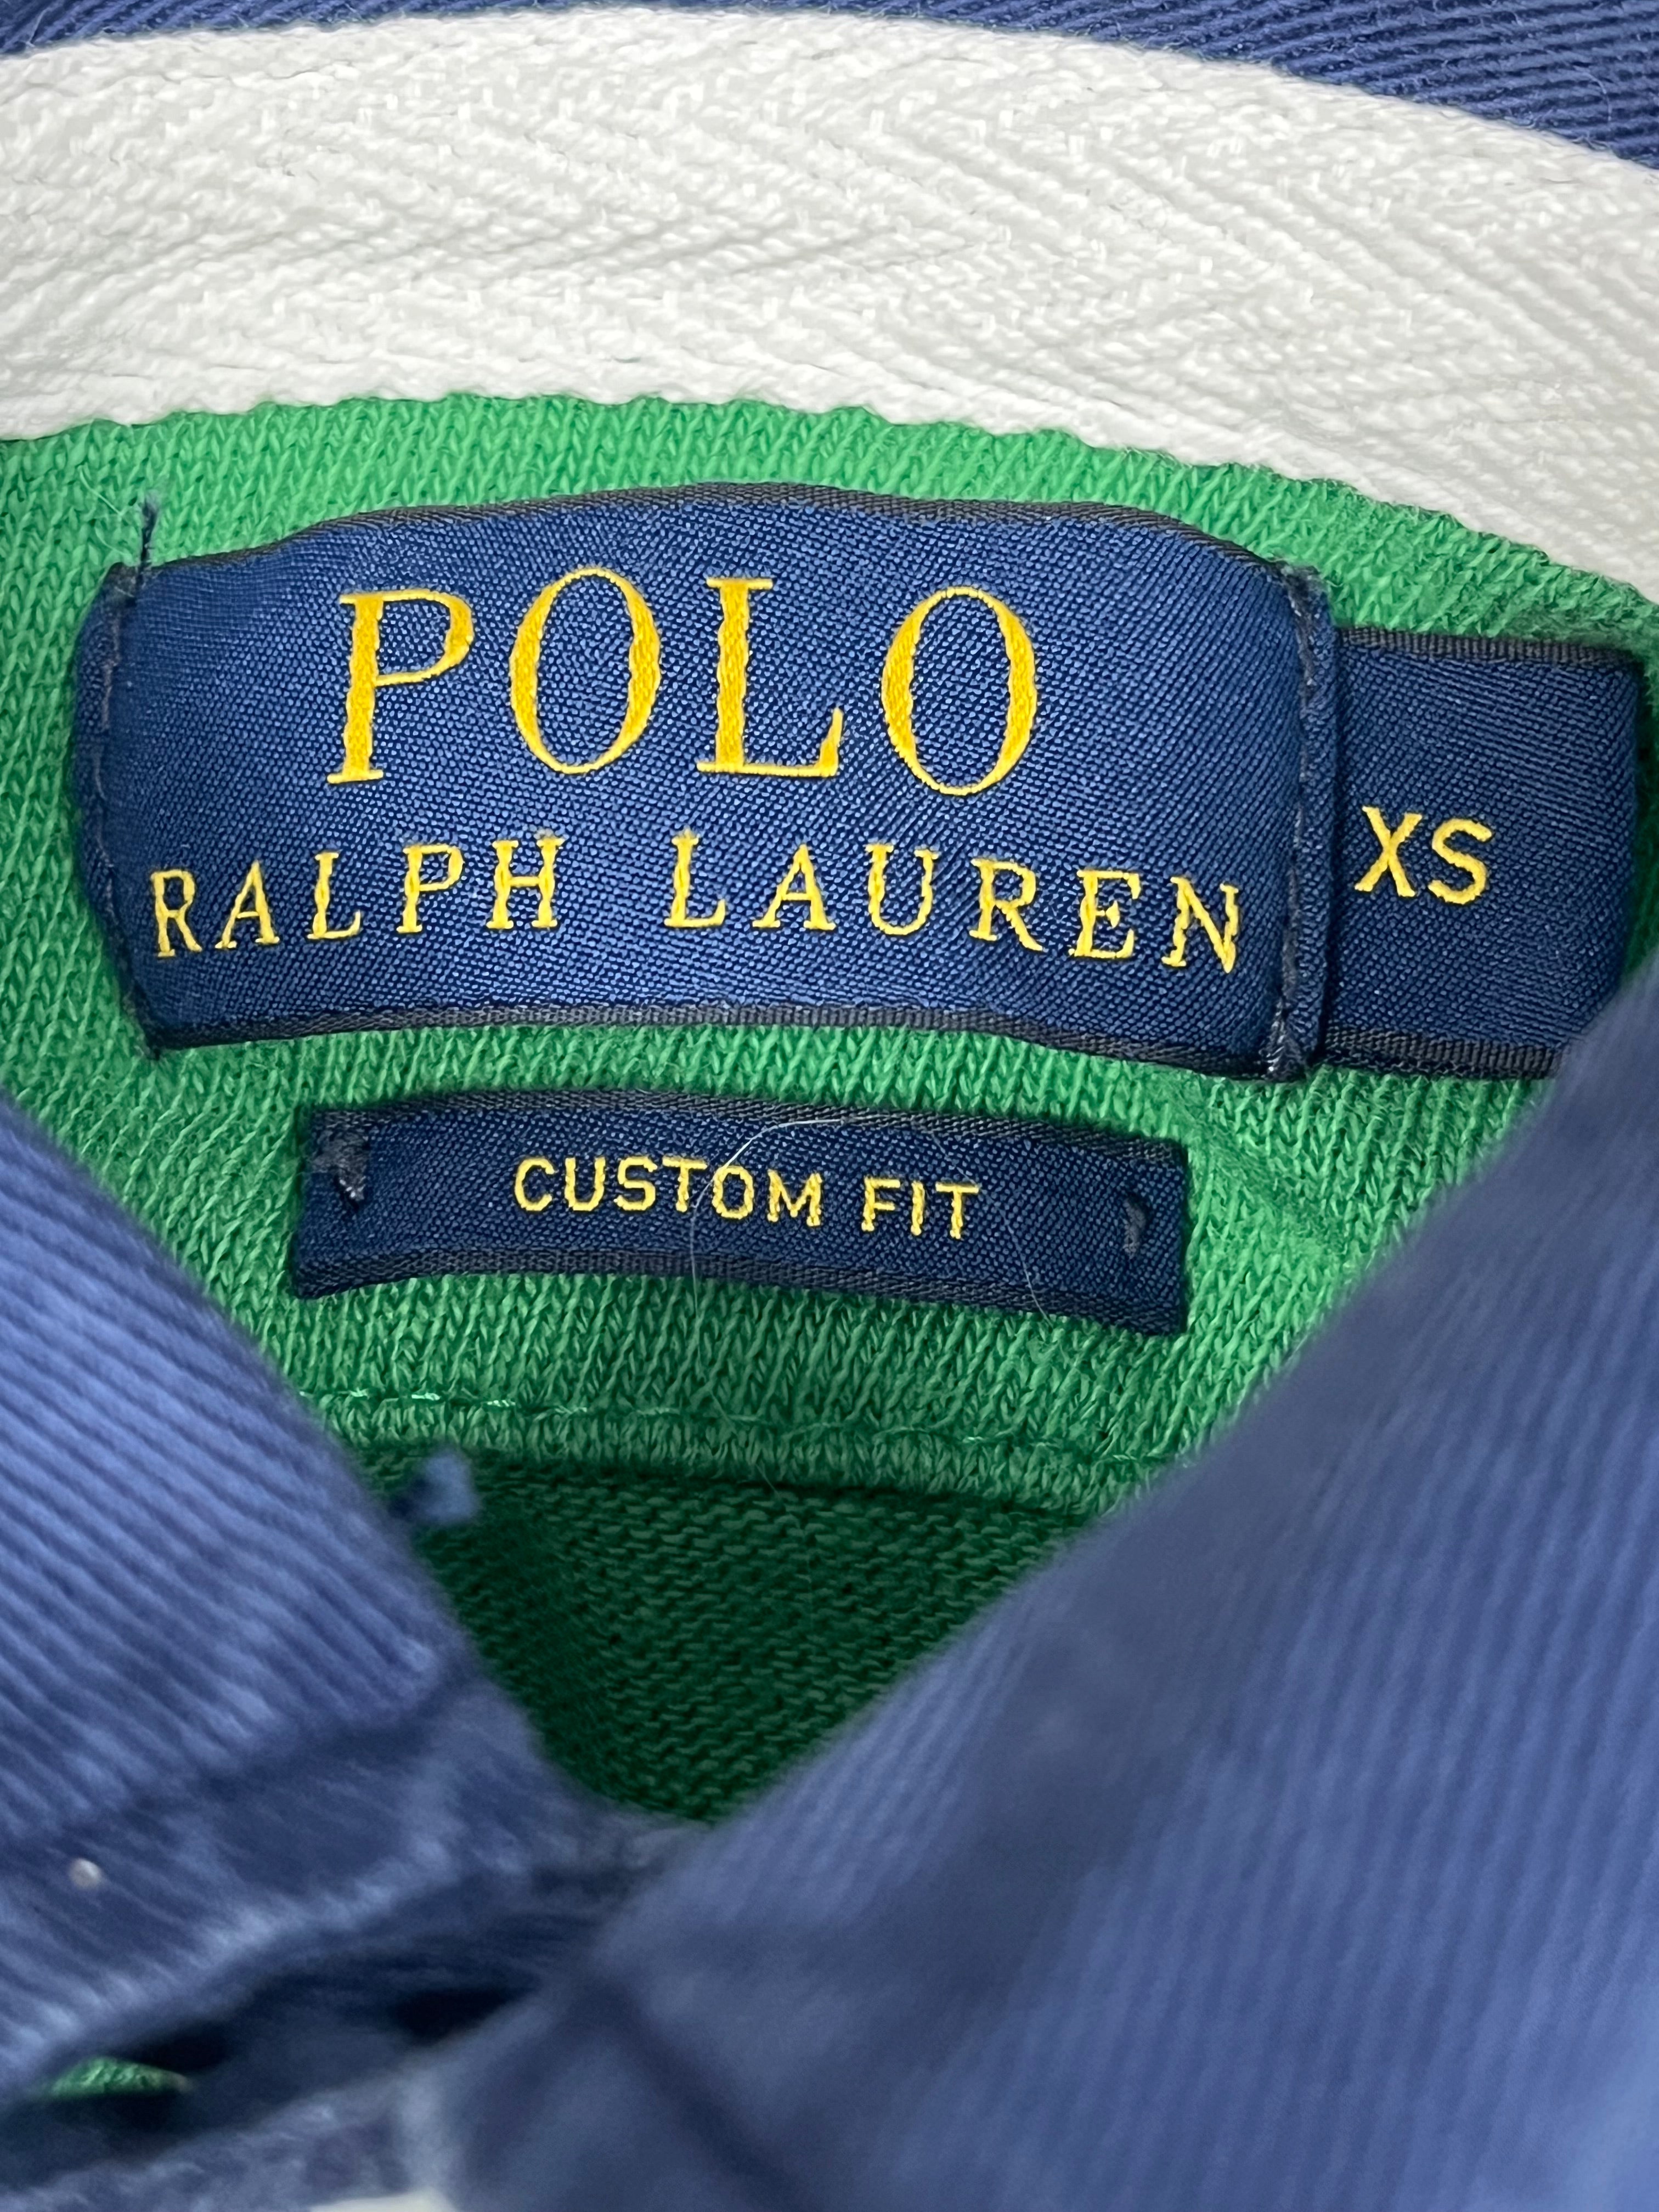 POLO
RALPH LAUREN
XS
CUSTOM FIT